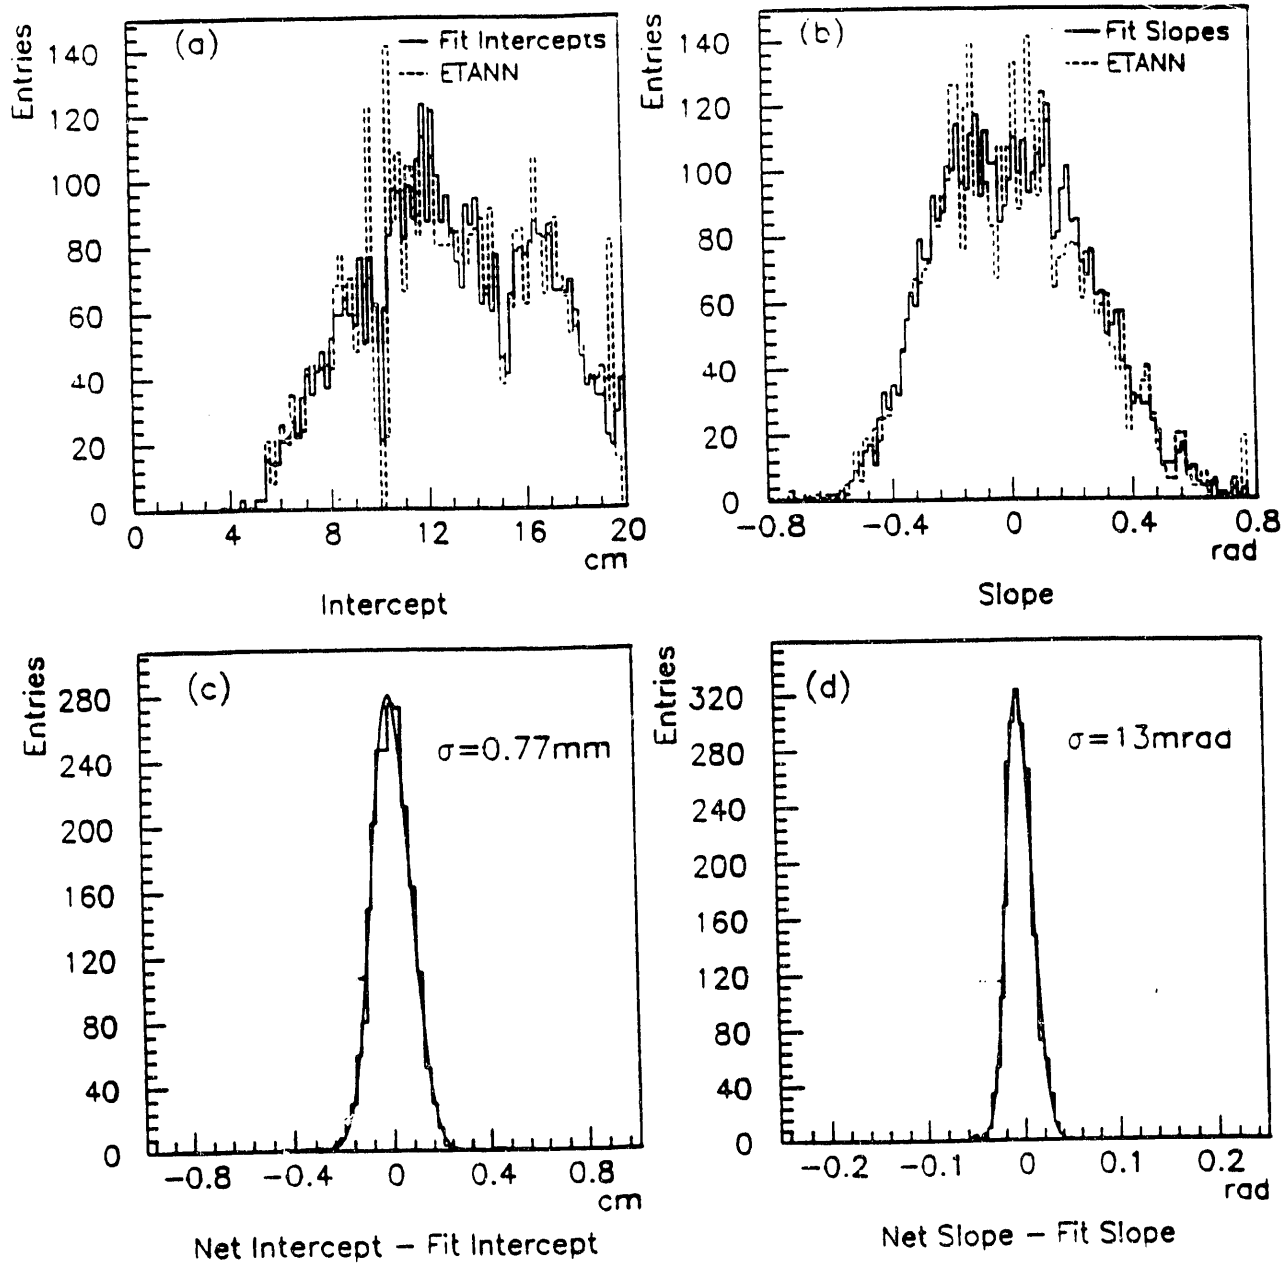 Entries
(a)
Fit Intercepts
ETANN
140
120
100
80
60
40
20
0
0 4 8 12 16 20
cm
Intercept
Entries
(b)
Fit Slopes
ETANN
140
120
100
80
60
40
20
0
−0.8 −0.4 0 0.4 0.8
rad
Slope
Entries
(c)
σ=0.77mm
280
240
200
160
120
80
40
0
−0.8 −0.4 0 0.4 0.8
cm
Net Intercept − Fit Intercept
Entries
(d)
σ=13mrad
320
280
240
200
160
120
80
40
0
−0.2 −0.1 0 0.1 0.2
rad
Net Slope − Fit Slope